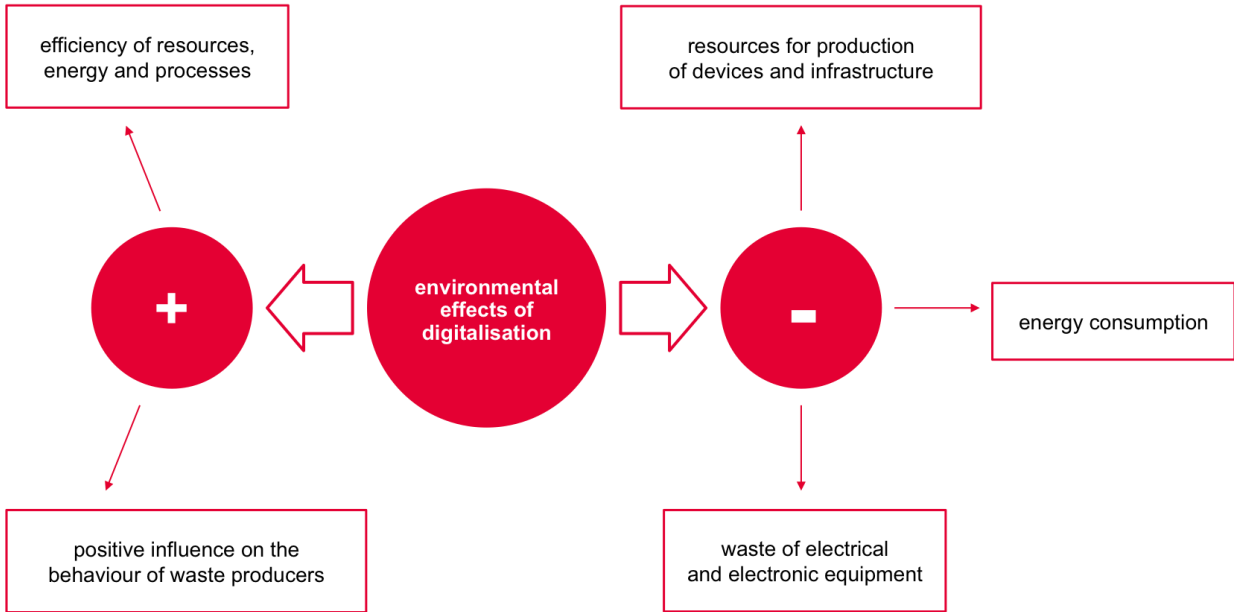 efficiency of resources,
energy and processes
resources for production
of devices and infrastructure
+
environmental
effects of
digitalisation
-
energy consumption
positive influence on the
behaviour of waste producers
waste of electrical
and electronic equipment